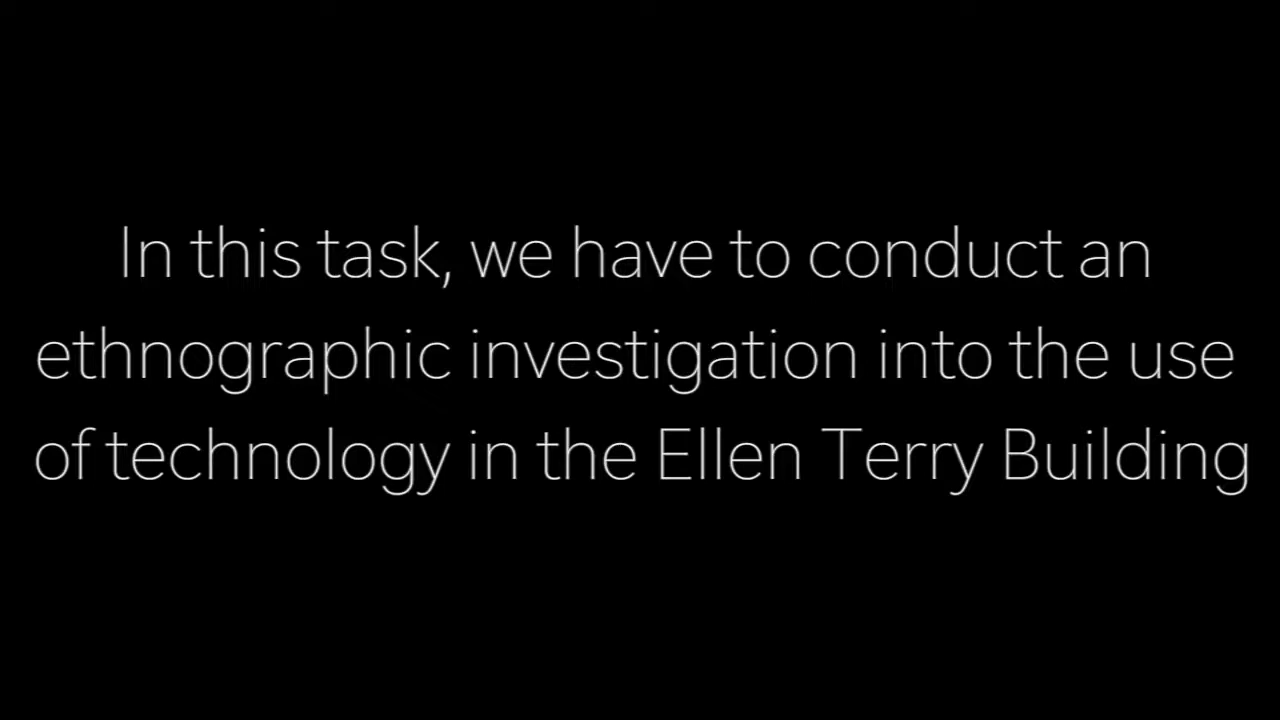 In this task, we have to conduct an
ethnographic investigation into the use
of technology in the Ellen Terry Building